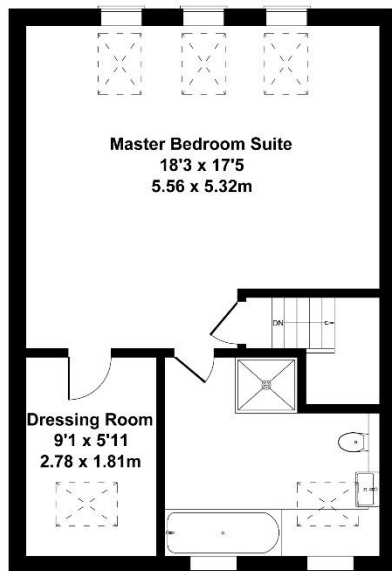 Master Bedroom Suite
18'3 x 17'5
5.56 x 5.32m
DN
Dressing Room
9'1 x 5'11
2.78 x 1.81m